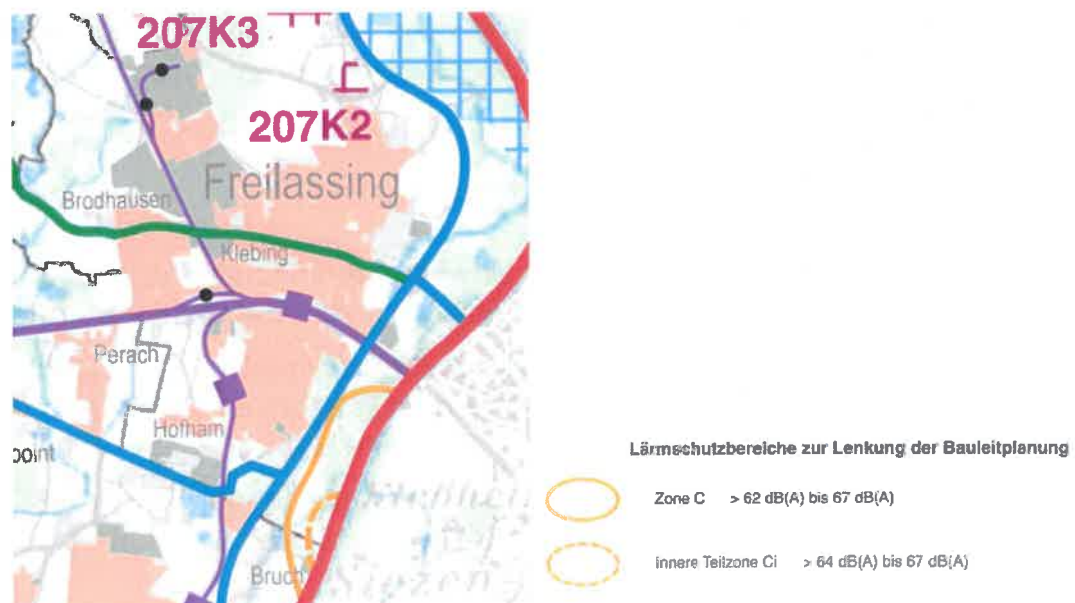 207K3
207K2
Freilassing
Brodhausen
Klebing
Perach
Hofham
point
Bruch
Lärmschutzbereiche zur Lenkung der Bauleitplanung
Zone C > 62 dB(A) bis 67 dB(A)
Innere Teilzone Ci > 64 dB(A) bis 67 dB(A)